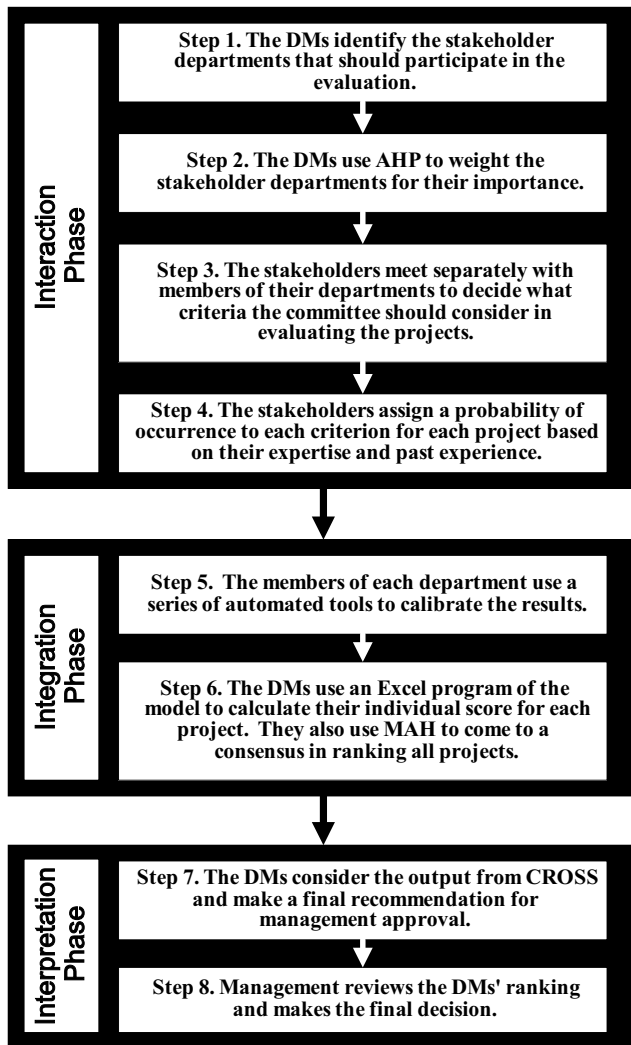 Interaction
Phase
Step 1. The DMs identify the stakeholder
departments that should participate in the
evaluation.
Step 2. The DMs use AHP to weight the
stakeholder departments for their importance.
Step 3. The stakeholders meet separately with
members of their departments to decide what
criteria the committee should consider in
evaluating the projects.
Step 4. The stakeholders assign a probability of
occurrence to each criterion for each project based
on their expertise and past experience.
Integration
Phase
Step 5. The members of each department use a
series of automated tools to calibrate the results.
Step 6. The DMs use an Excel program of the
model to calculate their individual score for each
project. They also use MAH to come to a
consensus in ranking all projects.
Interpretation
Phase
Step 7. The DMs consider the output from CROSS
and make a final recommendation for
management approval.
Step 8. Management reviews the DMs' ranking
and makes the final decision.